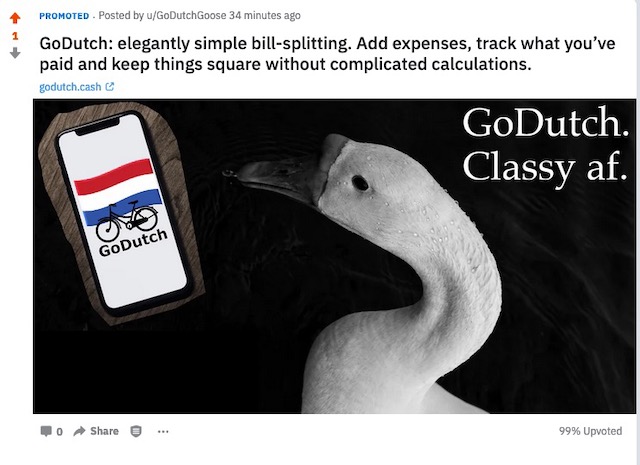 PROMOTED · Posted by u/GoDutchGoose 34 minutes ago
1
GoDutch: elegantly simple bill-splitting. Add expenses, track what you’ve
paid and keep things square without complicated calculations.
godutch.cash
GoDutch.
Classy af.
GoDutch
0 Share ...
99% Upvoted